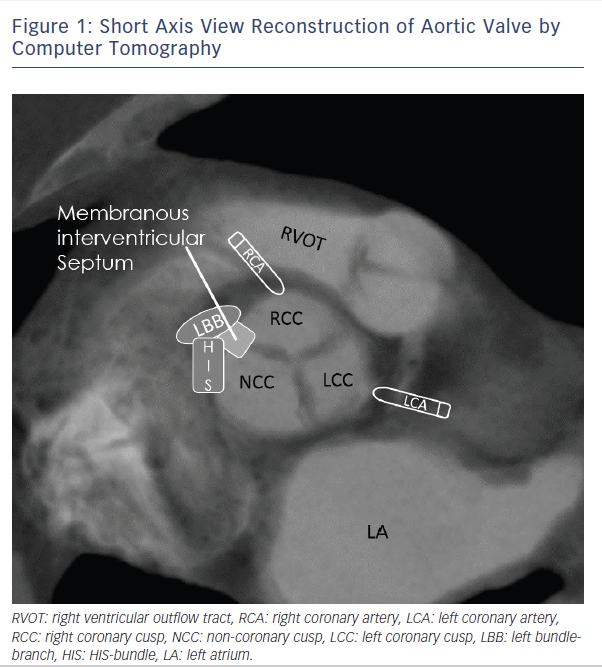 Figure 1: Short Axis View Reconstruction of Aortic Valve by
Computer Tomography
Membranous
interventricular
Septum
RVOT
RCA
RCC
LBB
HIS
NCC
LCC
LCA
LA
RVOT: right ventricular outflow tract, RCA: right coronary artery, LCA: left coronary artery,
RCC: right coronary cusp, NCC: non-coronary cusp, LCC: left coronary cusp, LBB: left bundle-
branch, HIS: HIS-bundle, LA: left atrium.